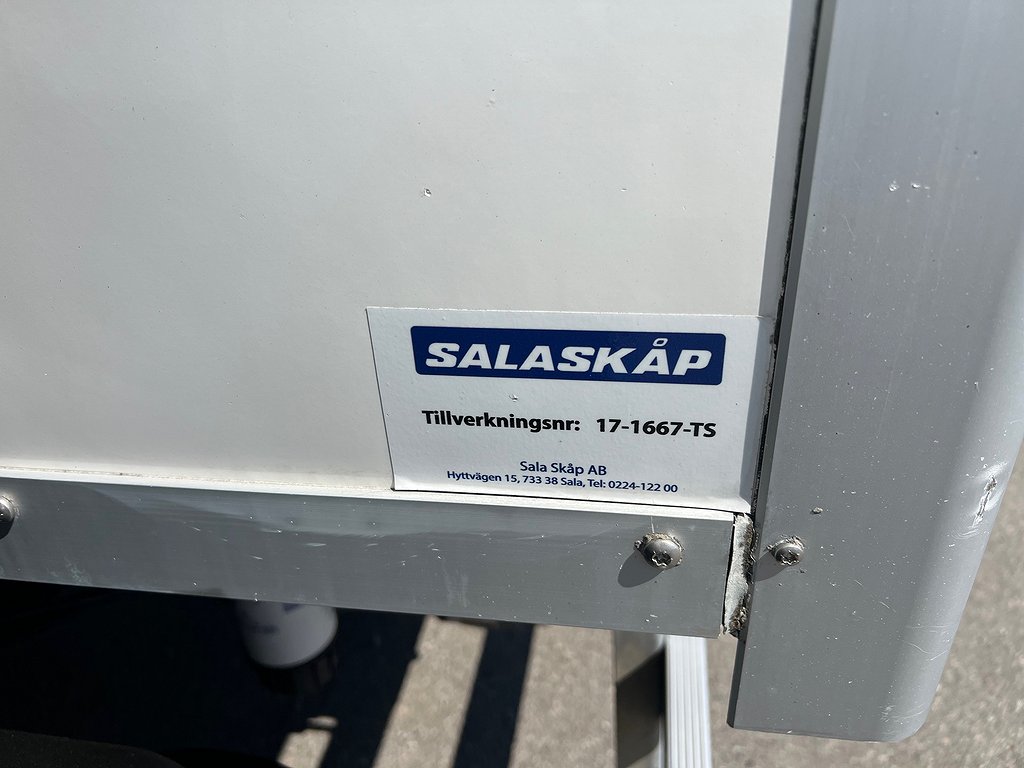 SALASKÅP
Tillverkningsnr: 17-1667-TS
Sala Skåp AB
Hyttvägen 15, 733 38 Sala, Tel: 0224-122 00